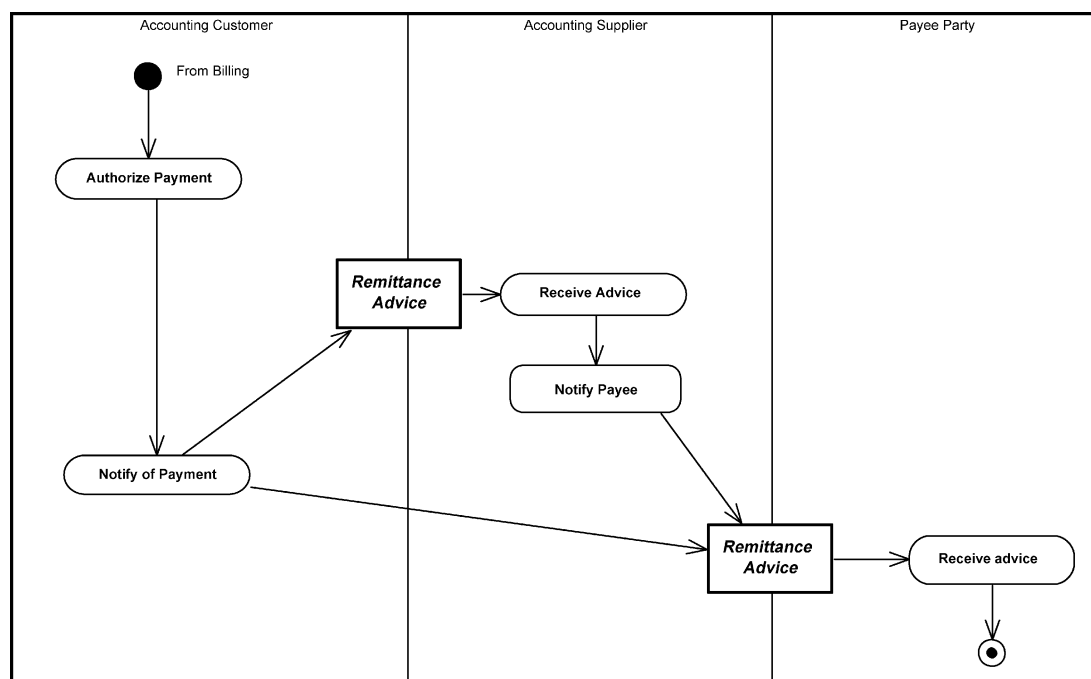 Accounting Customer
Accounting Supplier
Payee Party
From Billing
Authorize Payment
Remittance
Advice
Receive Advice
Notify Payee
Notify of Payment
Remittance
Advice
Receive advice